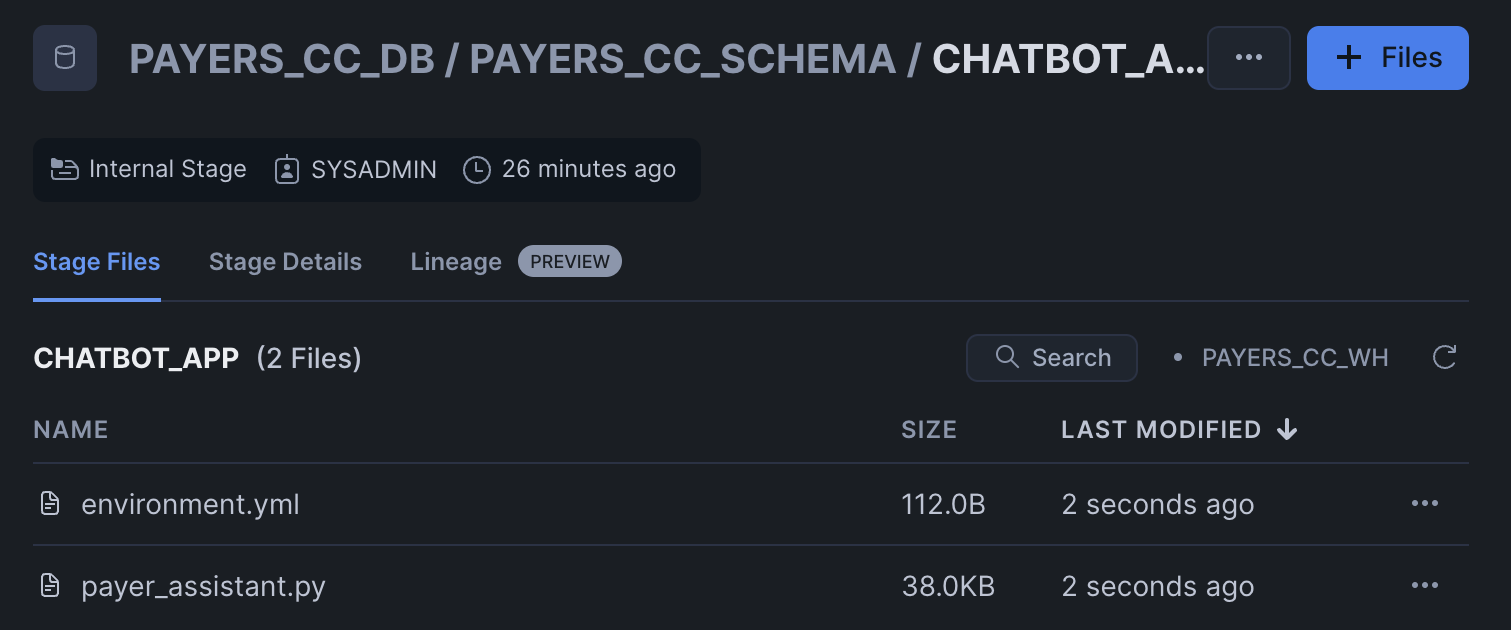 PAYERS_CC_DB / PAYERS_CC_SCHEMA / CHATBOT_A... ··· + Files
Internal Stage SYSADMIN 26 minutes ago
Stage Files Stage Details Lineage PREVIEW
CHATBOT_APP (2 Files) Search • PAYERS_CC_WH
NAME SIZE LAST MODIFIED ↓
environment.yml 112.0B 2 seconds ago ···
payer_assistant.py 38.0KB 2 seconds ago ···